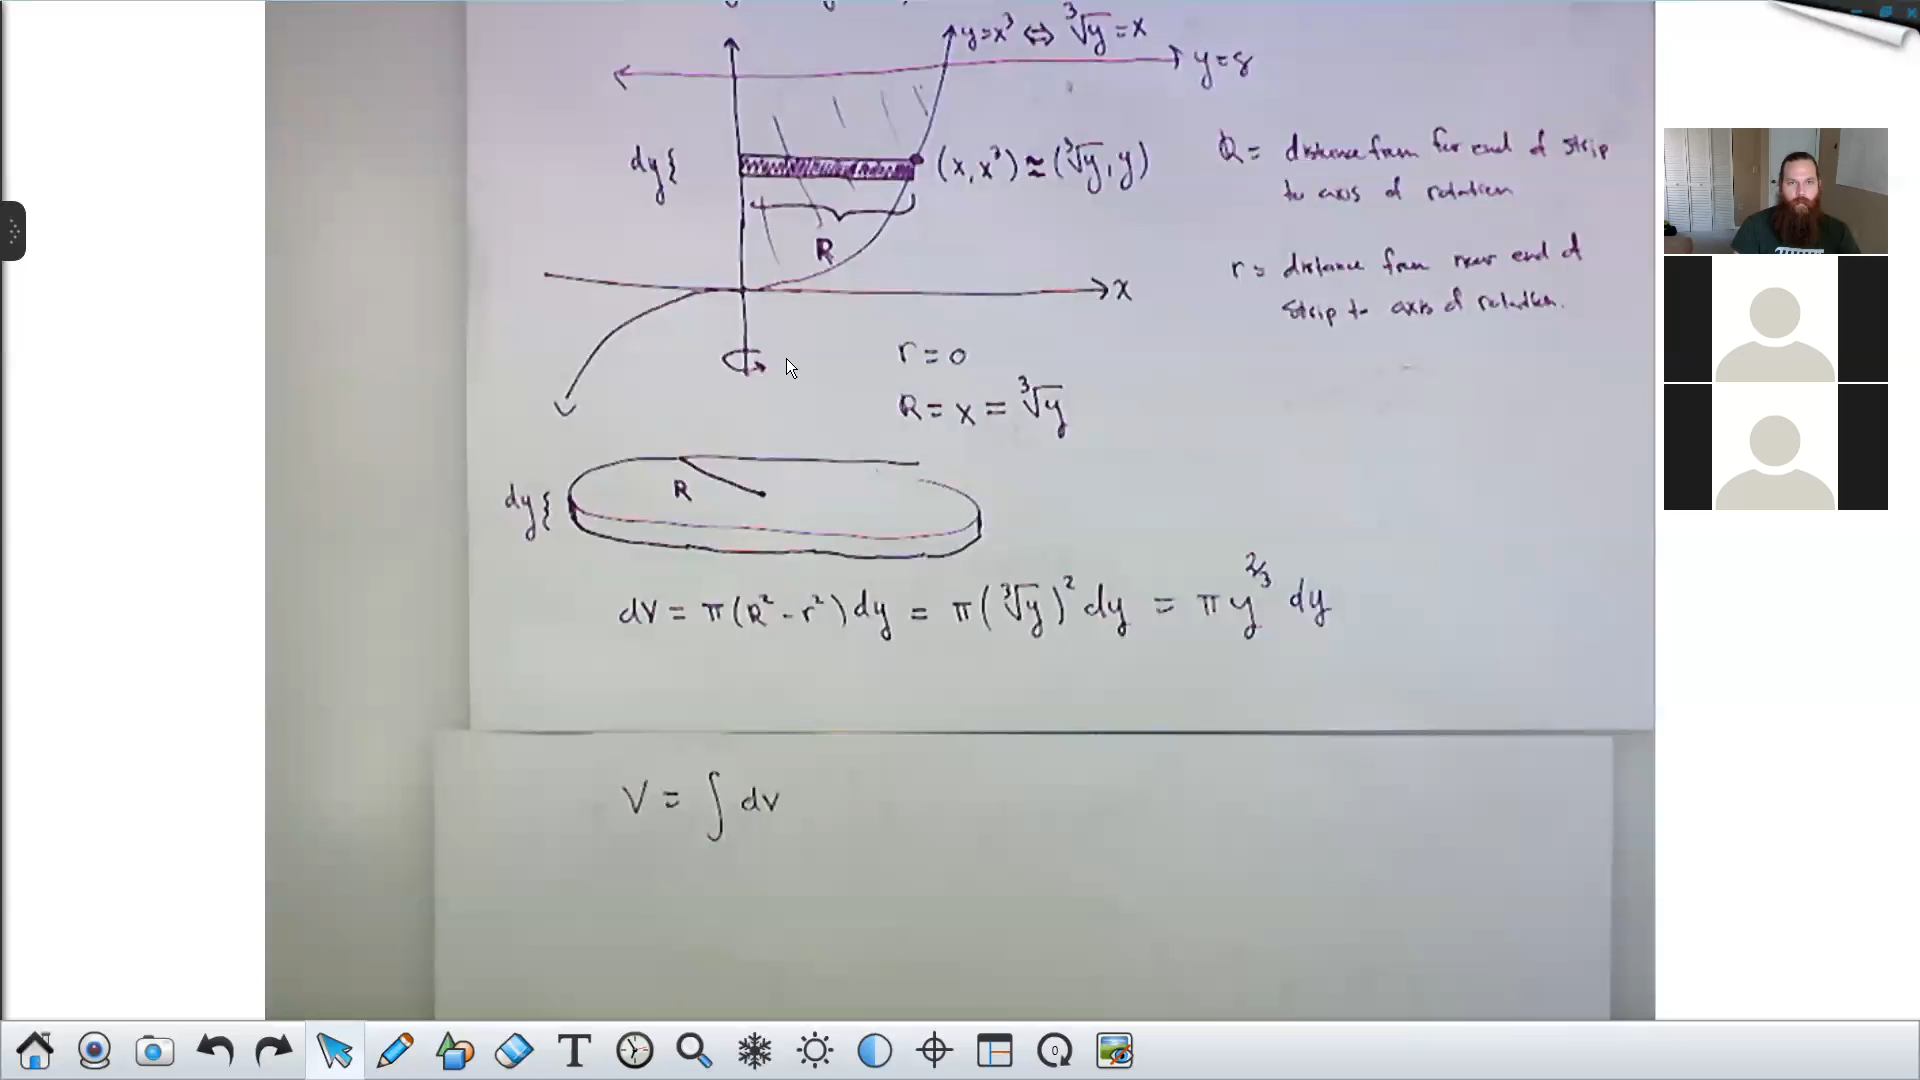 y=x³ ⇔ ∛y = x
y=8
dy{
(x, x³) ≈ (∛y, y)
R = distance from far end of strip
to axis of rotation
R
r = distance from near end of
strip to axis of rotation.
x
r = 0
R = x = ∛y
R
dy{
dV = π(R² - r²) dy = π(∛y)² dy = π y^2/3 dy
V = ∫ dV
T
0